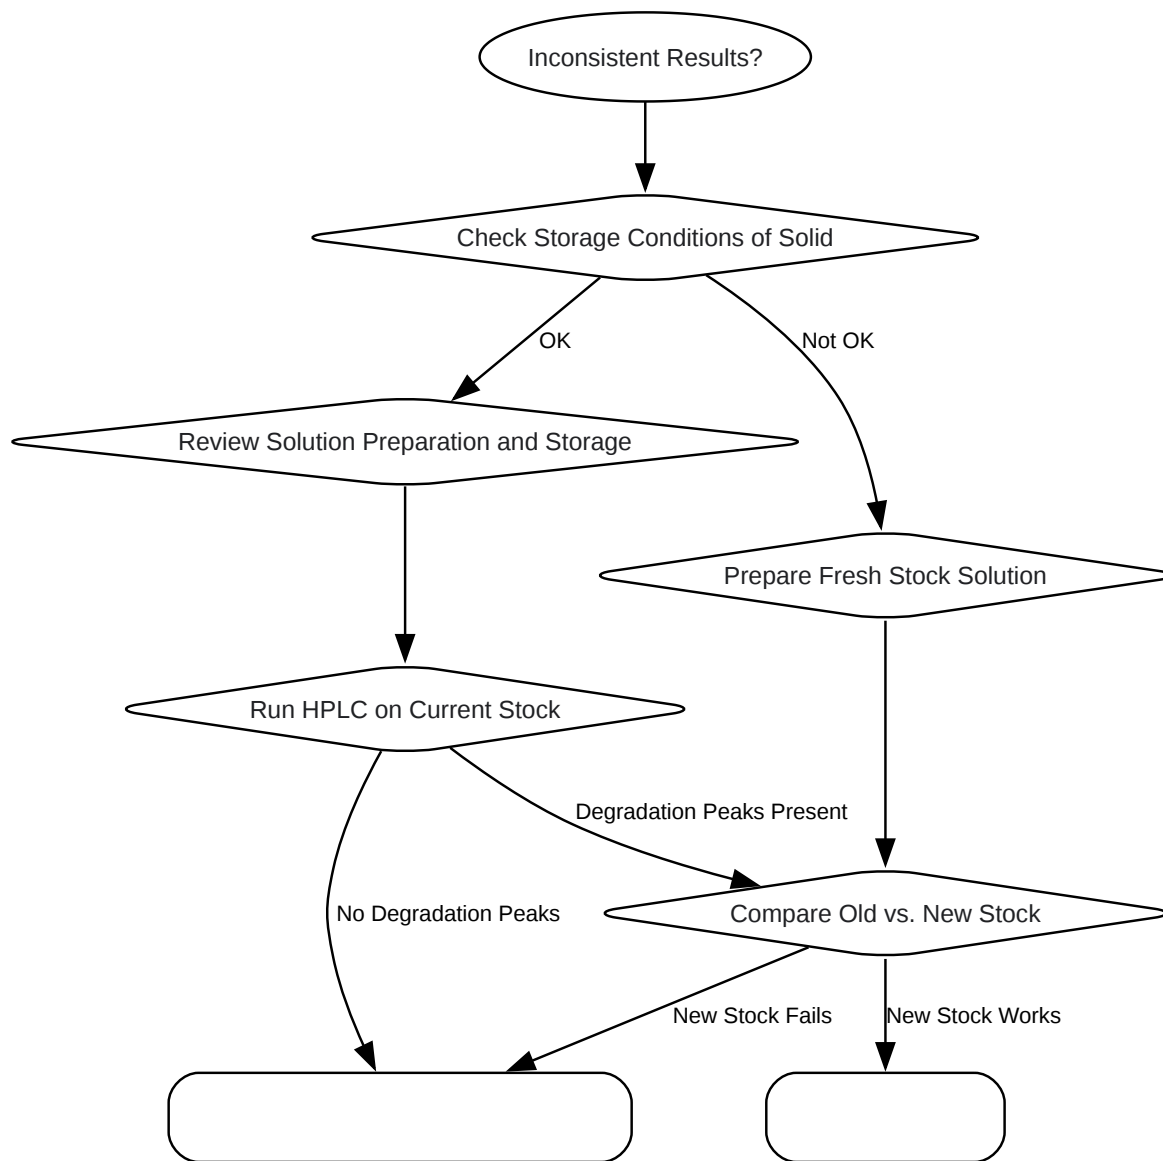 Inconsistent Results?
Check Storage Conditions of Solid
OK
Not OK
Review Solution Preparation and Storage
Prepare Fresh Stock Solution
Run HPLC on Current Stock
Degradation Peaks Present
No Degradation Peaks
Compare Old vs. New Stock
New Stock Fails
New Stock Works